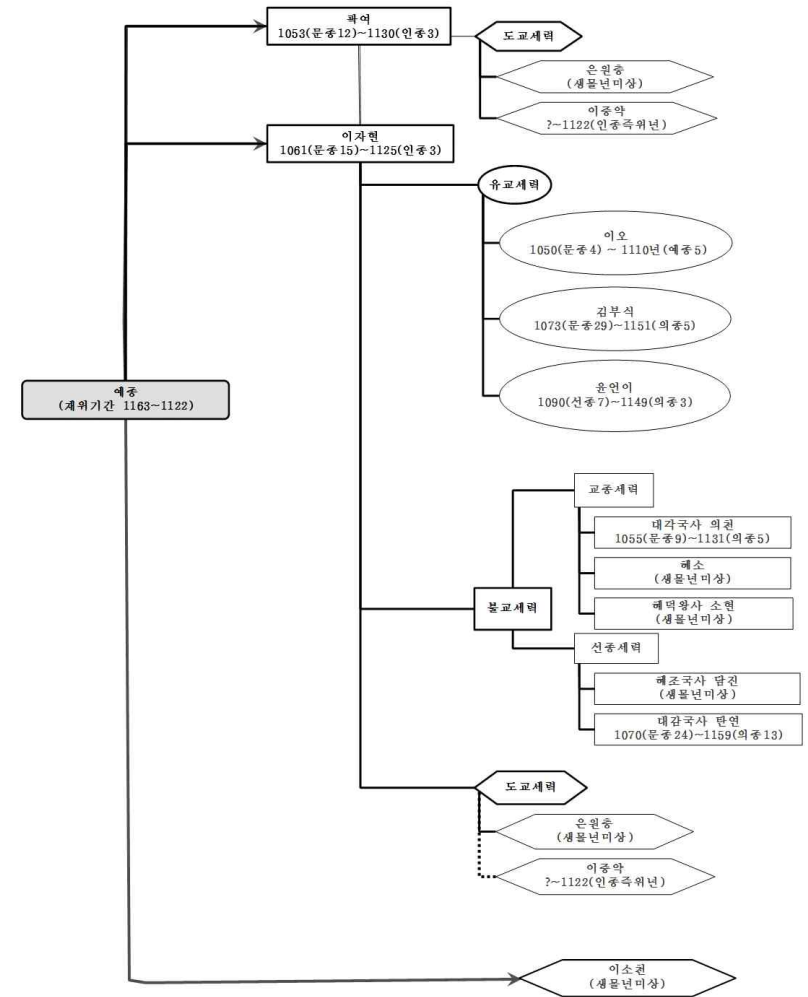 곽여
1053(문종12)~1130(인종3)
도교세력
은원충
(생몰년미상)
이중약
?~1122(인종즉위년)
이자현
1061(문종15)~1125(인종3)
유교세력
이오
1050(문종4) ~ 1110년(예종5)
김부식
1073(문종29)~1151(의종5)
윤언이
1090(선종7)~1149(의종3)
예종
(재위기간 1163~1122)
교종세력
대각국사 의천
1055(문종9)~1131(의종5)
혜소
(생몰년미상)
혜덕왕사 소현
(생몰년미상)
불교세력
선종세력
혜조국사 담진
(생몰년미상)
대감국사 탄연
1070(문종24)~1159(의종13)
도교세력
은원충
(생몰년미상)
이중약
?~1122(인종즉위년)
이소천
(생몰년미상)